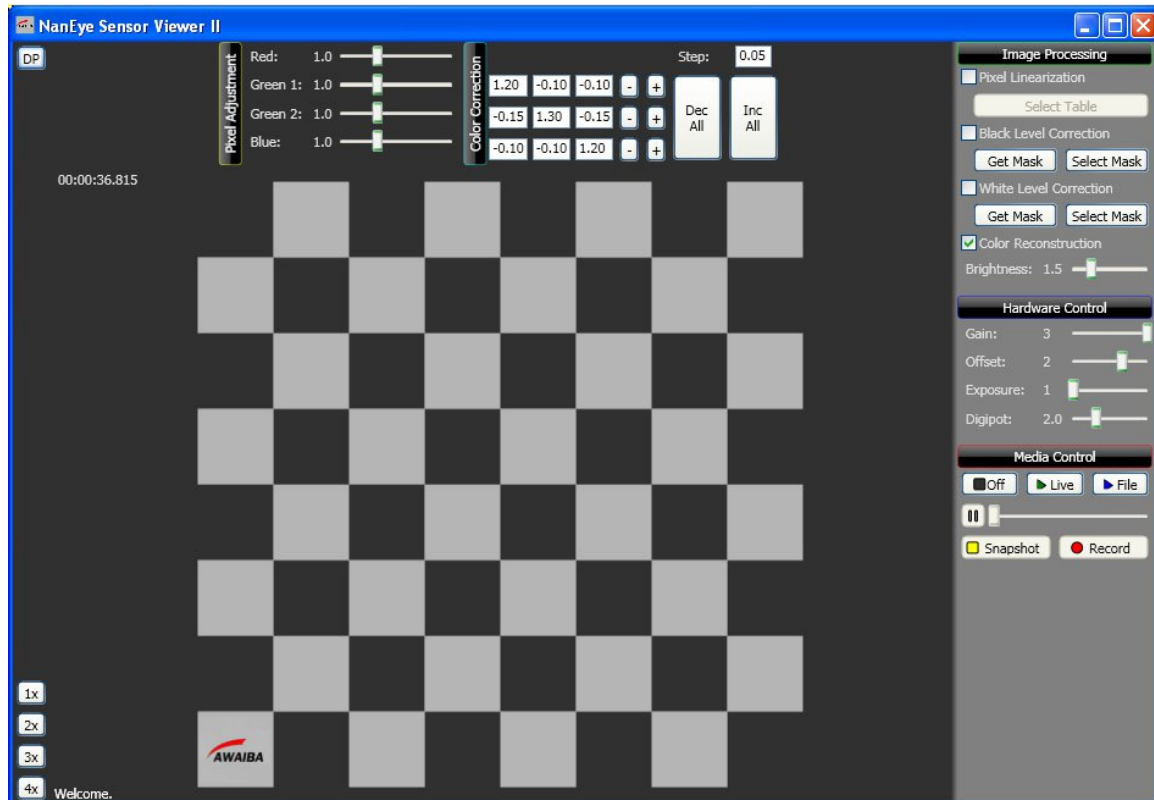 NanEye Sensor Viewer II
DP
Pixel Adjustment
Red: 1.0
Green 1: 1.0
Green 2: 1.0
Blue: 1.0
Color Correction
Step: 0.05
1.20 -0.10 -0.10 - +
-0.15 1.30 -0.15 - +
-0.10 -0.10 1.20 - +
Dec
All
Inc
All
00:00:36.815
Image Processing
Pixel Linearization
Select Table
Black Level Correction
Get Mask Select Mask
White Level Correction
Get Mask Select Mask
Color Reconstruction
Brightness: 1.5
Hardware Control
Gain: 3
Offset: 2
Exposure: 1
Digipot: 2.0
Media Control
Off Live File
Snapshot Record
1x
2x
3x
4x
AWAIBA
Welcome.